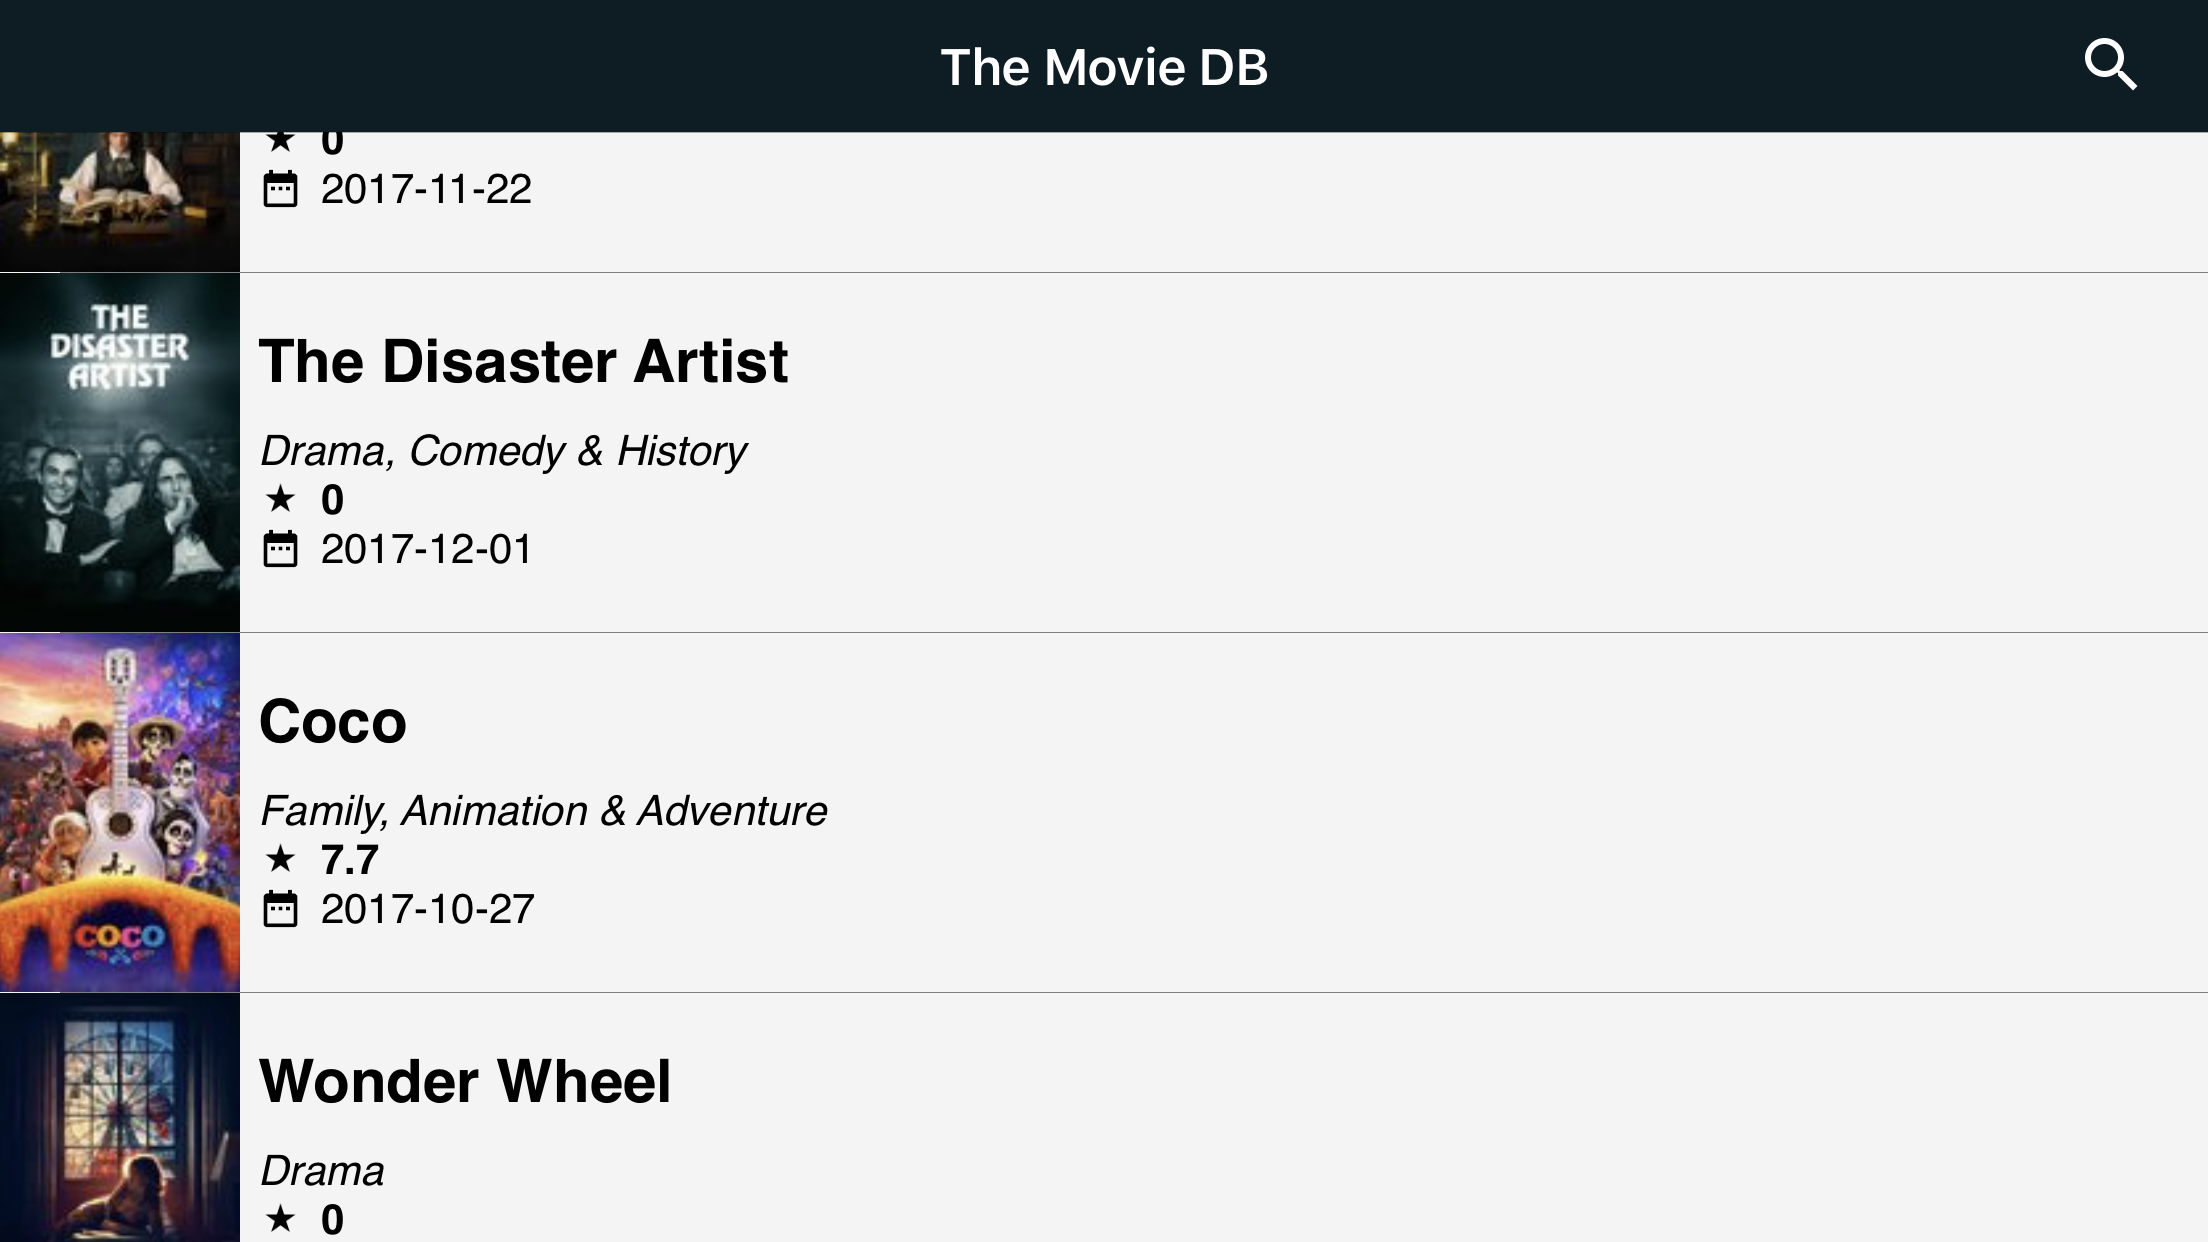 The Movie DB
0
2017-11-22
THE
DISASTER
ARTIST
The Disaster Artist
Drama, Comedy & History
★ 0
2017-12-01
COCO
Coco
Family, Animation & Adventure
★ 7.7
2017-10-27
Wonder Wheel
Drama
★ 0